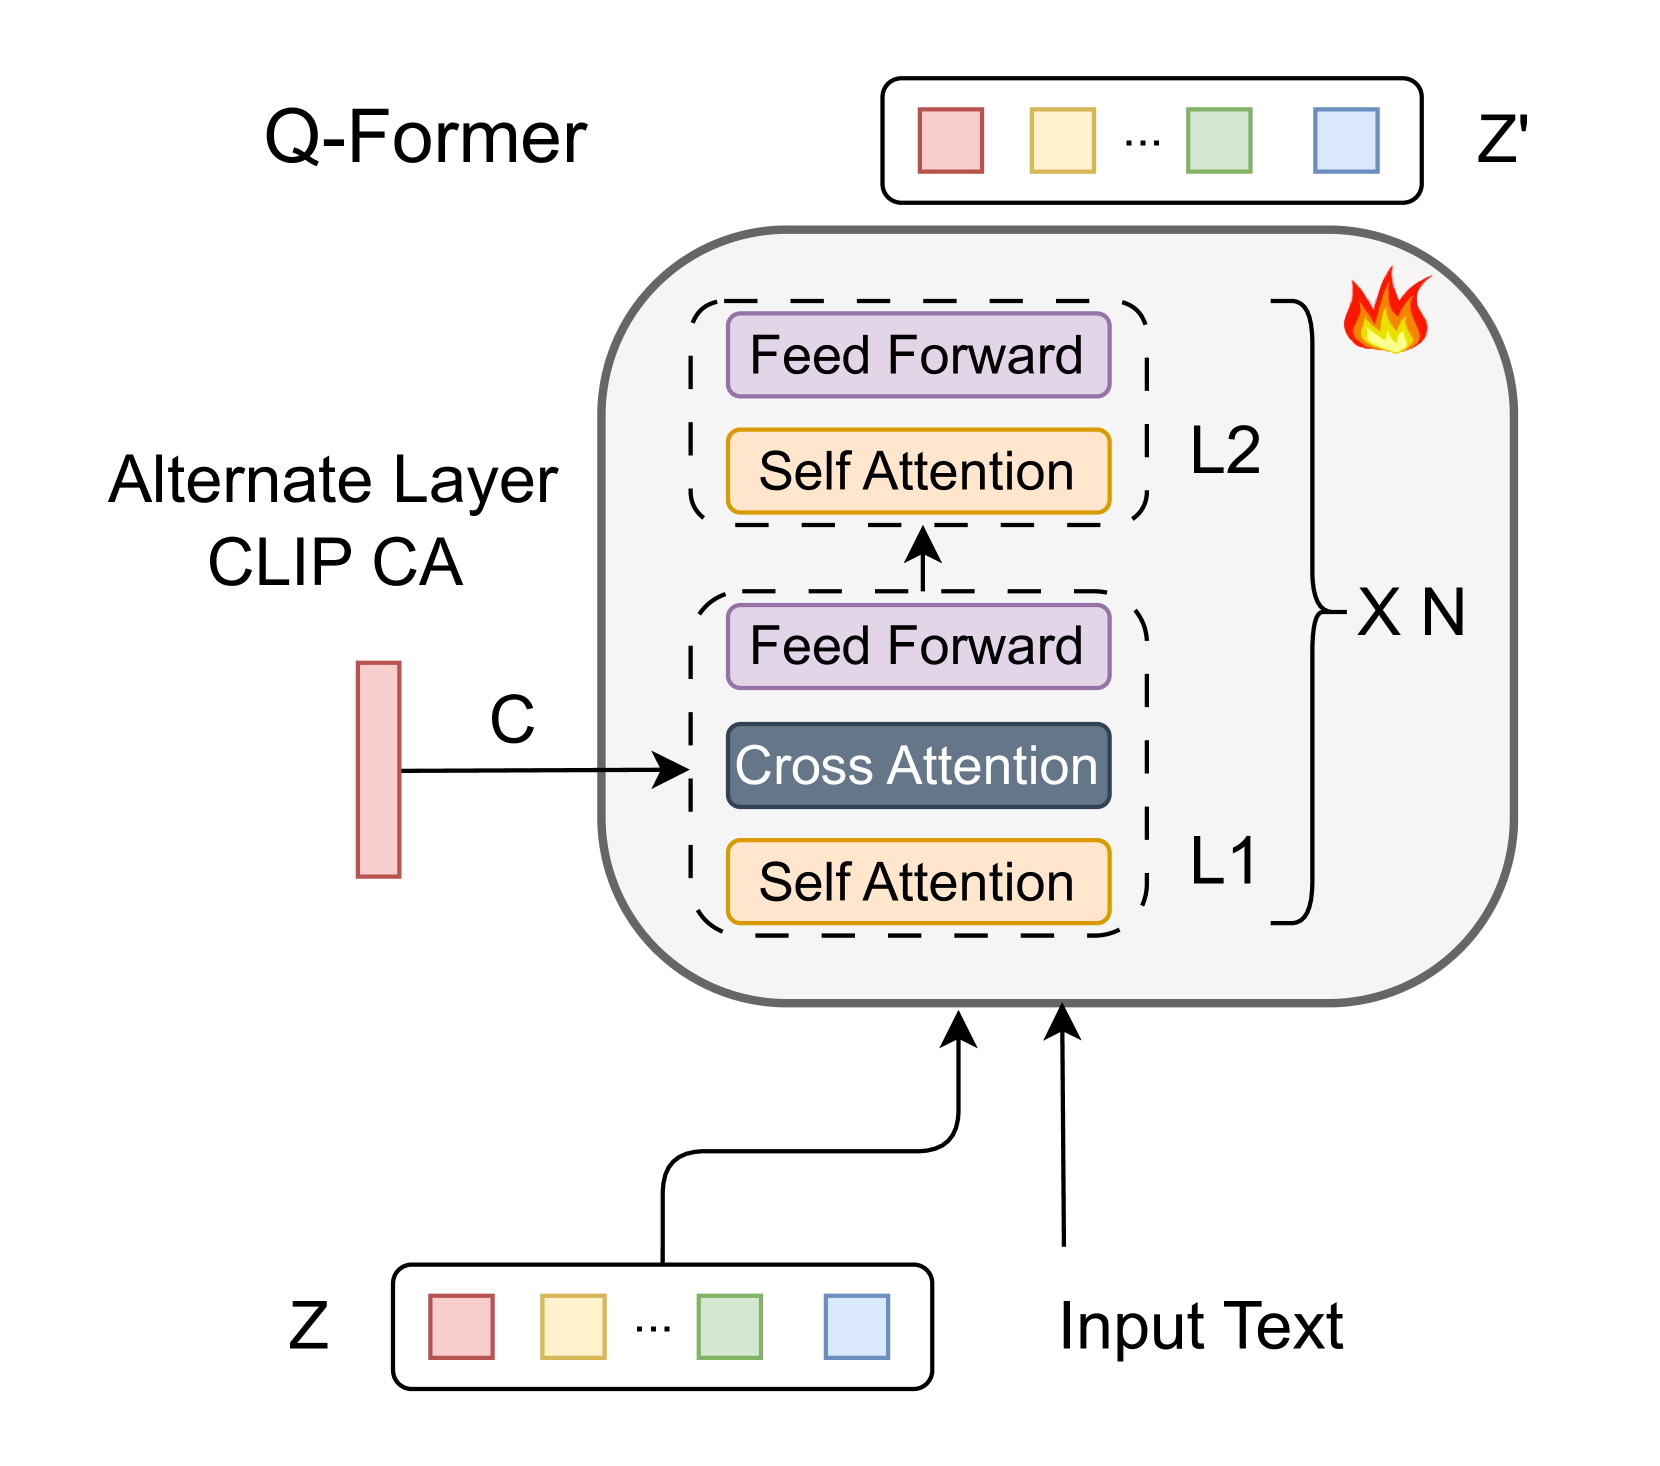 Q-Former
...
Z'
Feed Forward
Self Attention
L2
Alternate Layer
CLIP CA
Feed Forward
X N
C
Cross Attention
Self Attention
L1
Z
...
Input Text